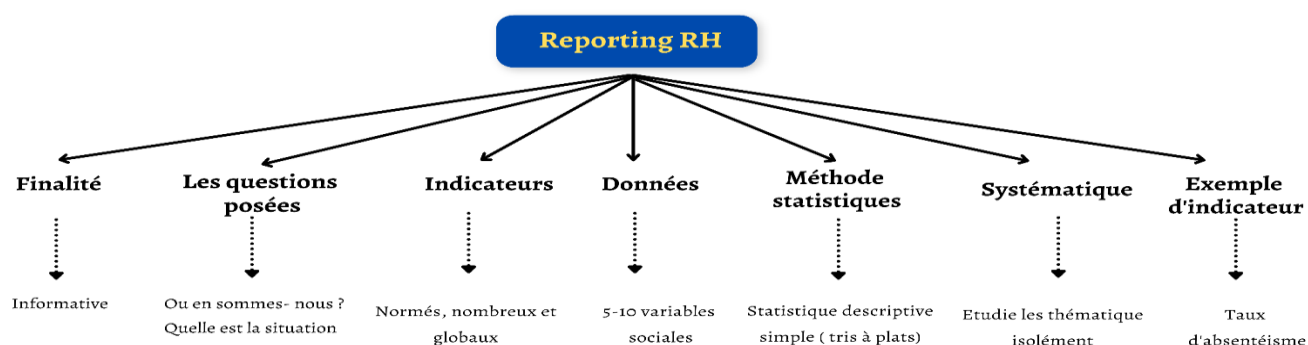 Reporting RH
Finalité
Les questions
posées
Indicateurs
Données
Méthode
statistiques
Systématique
Exemple
d'indicateur
Informative
Ou en sommes- nous ?
Quelle est la situation
Normés, nombreux et
globaux
5-10 variables
sociales
Statistique descriptive
simple ( tris à plats)
Etudie les thématique
isolément
Taux
d'absentéisme